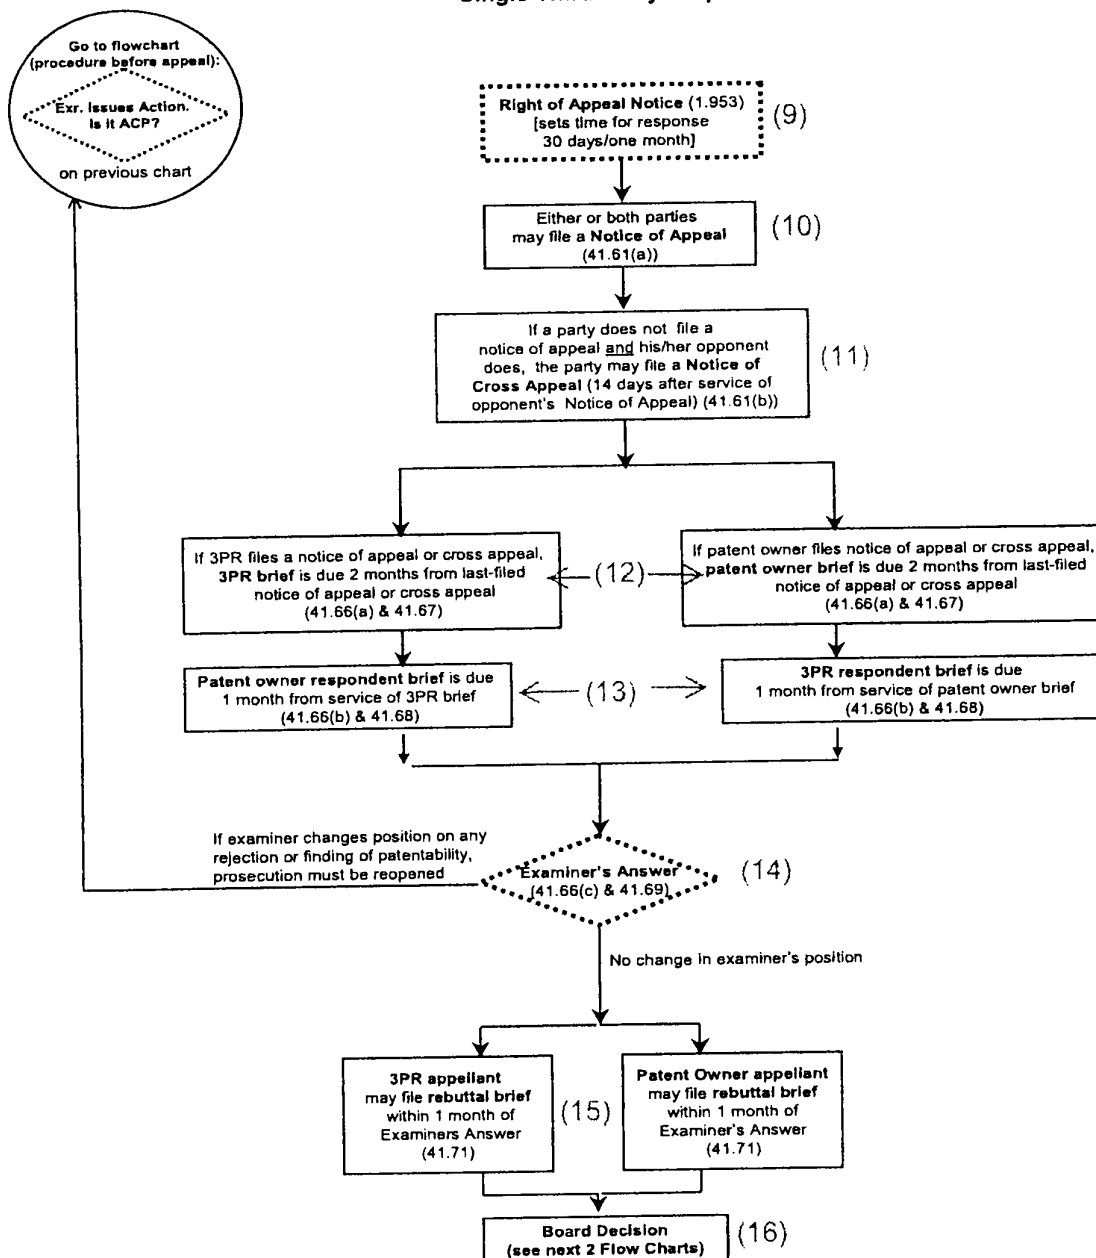 Go to flowchart
(procedure before appeal):
Exr. Issues Action.
Is it ACP?
on previous chart
Right of Appeal Notice (1.953)
[sets time for response
30 days/one month]
(9)
Either or both parties
may file a Notice of Appeal
(41.61(a))
(10)
If a party does not file a
notice of appeal and his/her opponent
does, the party may file a Notice of
Cross Appeal (14 days after service of
opponent's Notice of Appeal) (41.61(b))
(11)
If 3PR files a notice of appeal or cross appeal,
3PR brief is due 2 months from last-filed
notice of appeal or cross appeal
(41.66(a) & 41.67)
(12)
If patent owner files notice of appeal or cross appeal,
patent owner brief is due 2 months from last-filed
notice of appeal or cross appeal
(41.66(a) & 41.67)
Patent owner respondent brief is due
1 month from service of 3PR brief
(41.66(b) & 41.68)
(13)
3PR respondent brief is due
1 month from service of patent owner brief
(41.66(b) & 41.68)
If examiner changes position on any
rejection or finding of patentability,
prosecution must be reopened
Examiner's Answer
(41.66(c) & 41.69)
(14)
No change in examiner's position
3PR appellant
may file rebuttal brief
within 1 month of
Examiners Answer
(41.71)
(15)
Patent Owner appellant
may file rebuttal brief
within 1 month of
Examiner's Answer
(41.71)
Board Decision
(see next 2 Flow Charts)
(16)